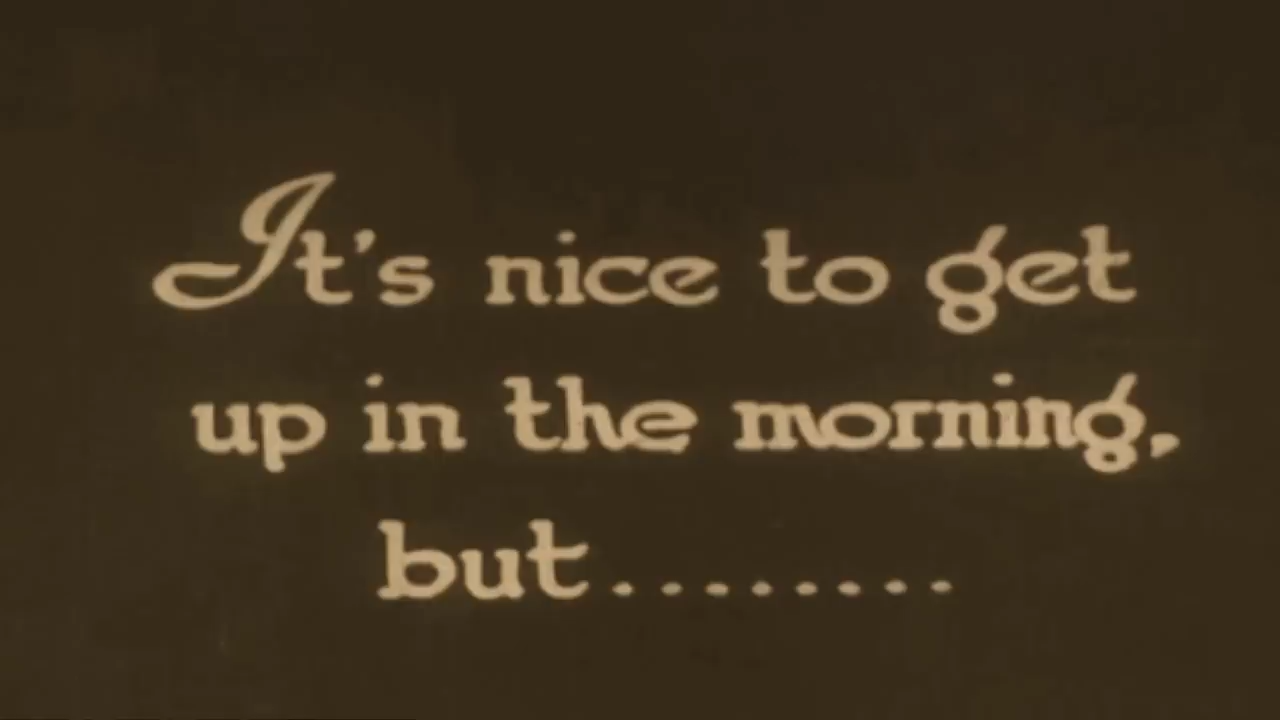 It's nice to get
up in the morning,
but........